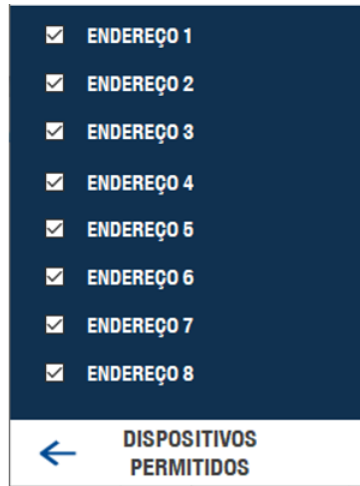 ENDEREÇO 1
ENDEREÇO 2
ENDEREÇO 3
ENDEREÇO 4
ENDEREÇO 5
ENDEREÇO 6
ENDEREÇO 7
ENDEREÇO 8
DISPOSITIVOS
PERMITIDOS